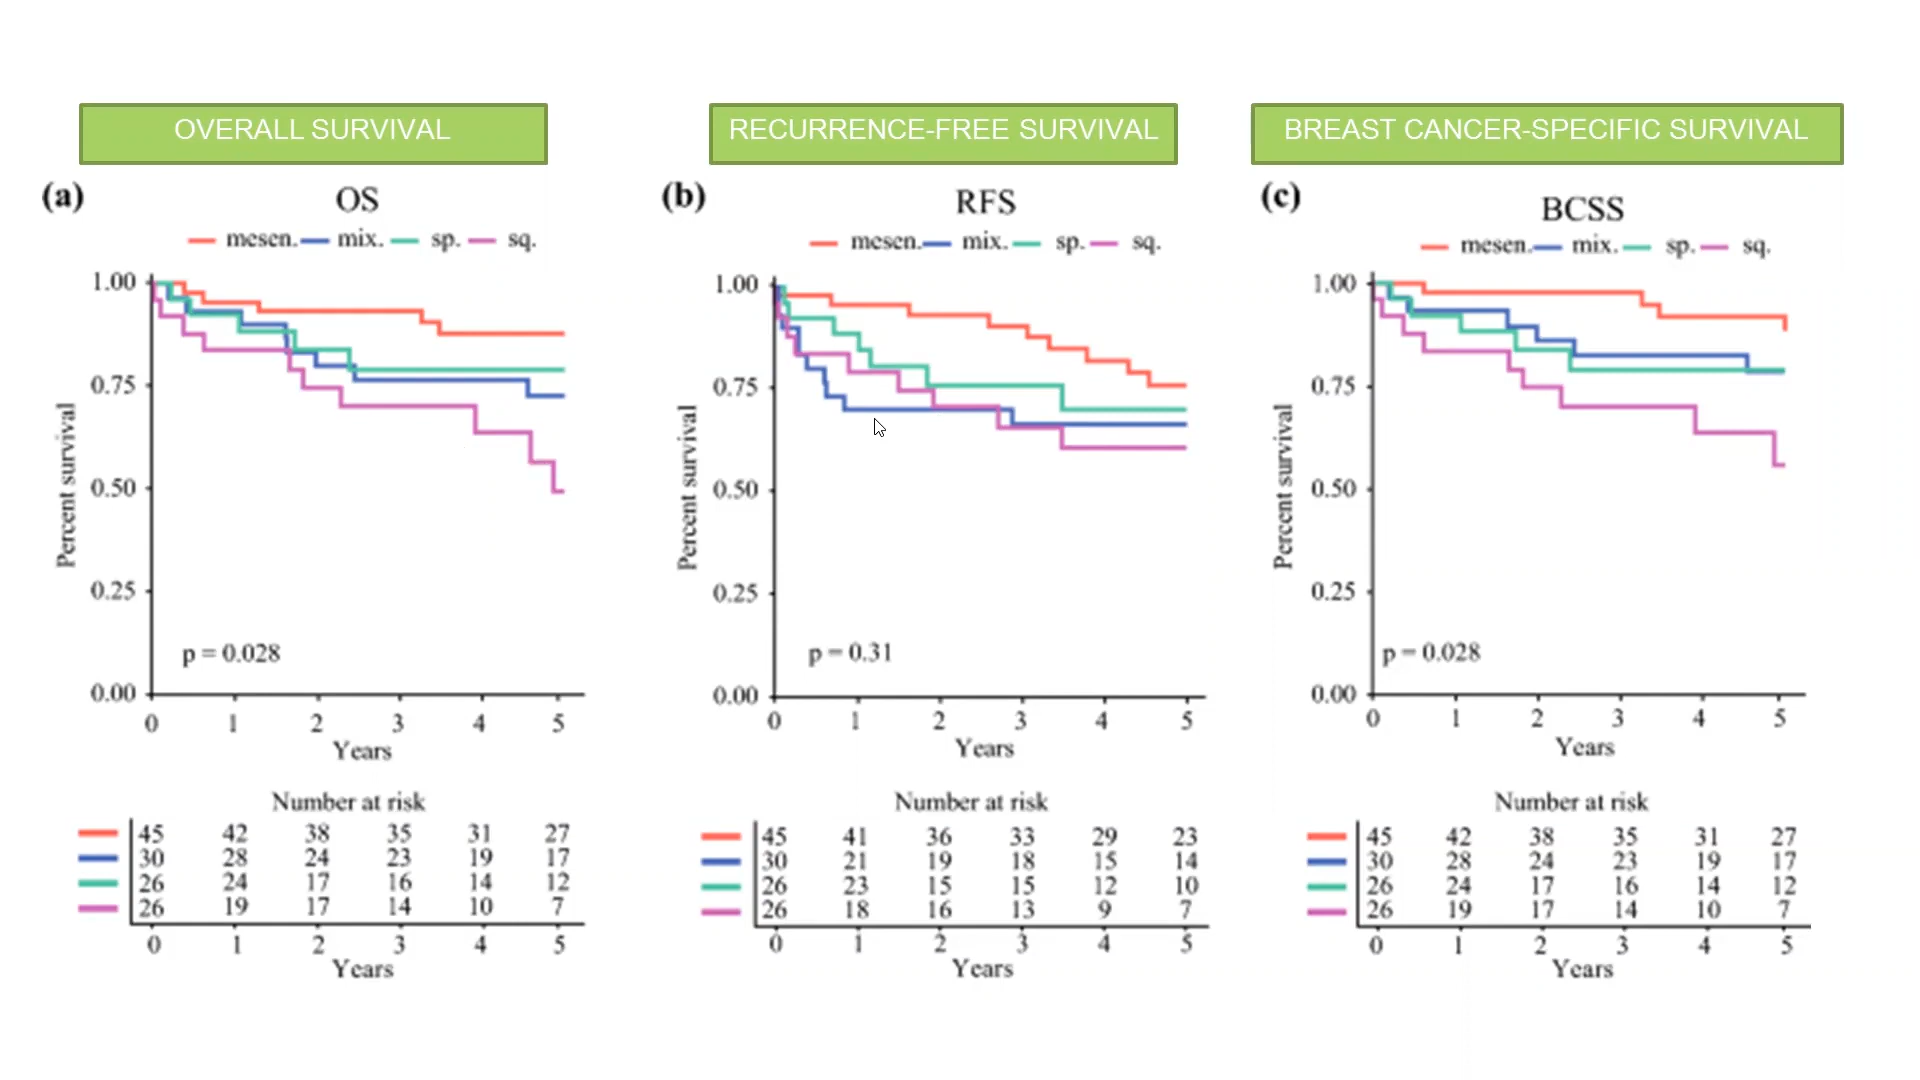 OVERALL SURVIVAL
RECURRENCE-FREE SURVIVAL
BREAST CANCER-SPECIFIC SURVIVAL
(a)
OS
mesen. mix. sp. sq.
1.00
0.75
0.50
0.25
0.00
Percent survival
p = 0.028
0 1 2 3 4 5
Years
Number at risk
45 42 38 35 31 27
30 28 24 23 19 17
26 24 17 16 14 12
26 19 17 14 10 7
0 1 2 3 4 5
Years
(b)
RFS
mesen. mix. sp. sq.
1.00
0.75
0.50
0.25
0.00
Percent survival
p = 0.31
0 1 2 3 4 5
Years
Number at risk
45 41 36 33 29 23
30 21 19 18 15 14
26 23 15 15 12 10
26 18 16 13 9 7
0 1 2 3 4 5
Years
(c)
BCSS
mesen. mix. sp. sq.
1.00
0.75
0.50
0.25
0.00
Percent survival
p = 0.028
0 1 2 3 4 5
Years
Number at risk
45 42 38 35 31 27
30 28 24 23 19 17
26 24 17 16 14 12
26 19 17 14 10 7
0 1 2 3 4 5
Years